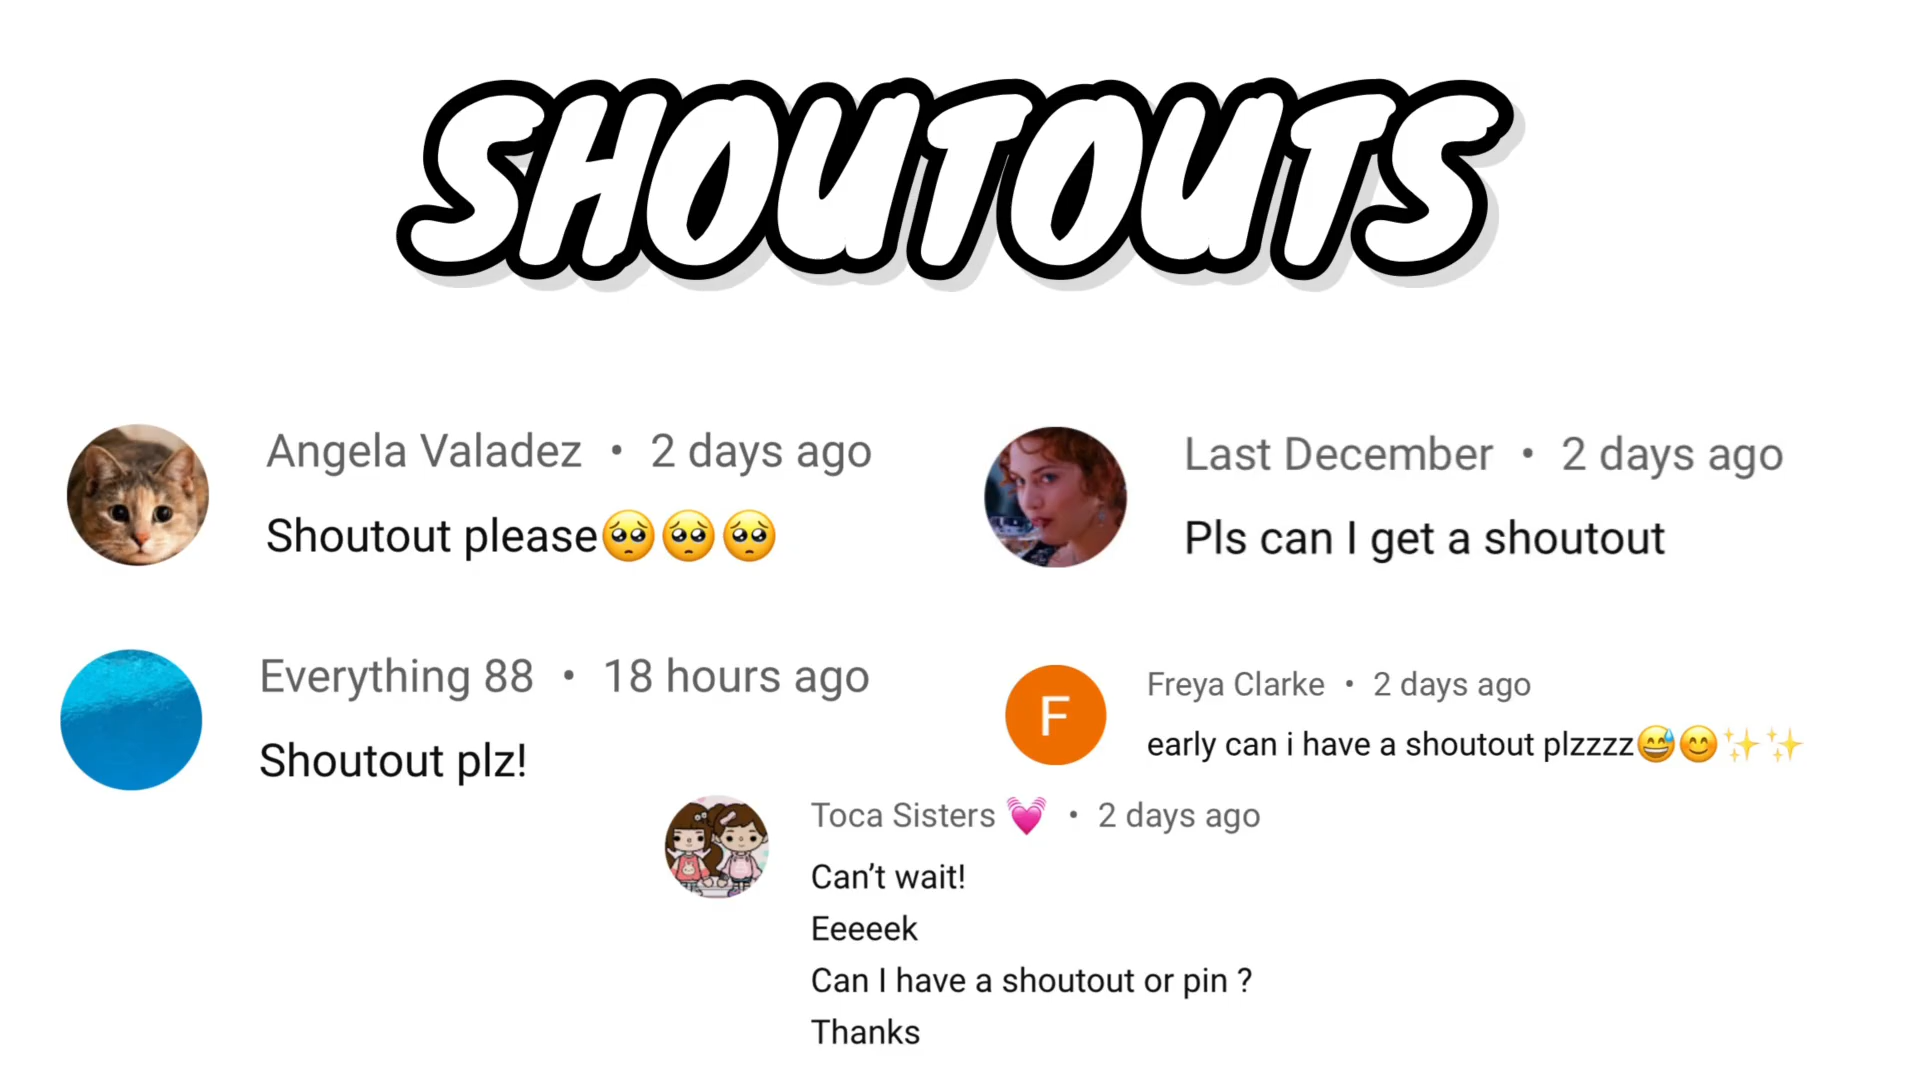 SHOUTOUTS
Angela Valadez • 2 days ago
Shoutout please🥺🥺🥺
Last December • 2 days ago
Pls can I get a shoutout
Everything 88 • 18 hours ago
Shoutout plz!
F
Freya Clarke • 2 days ago
early can i have a shoutout plzzzz😅😊✨✨
Toca Sisters 💓 • 2 days ago
Can’t wait!
Eeeeek
Can I have a shoutout or pin ?
Thanks